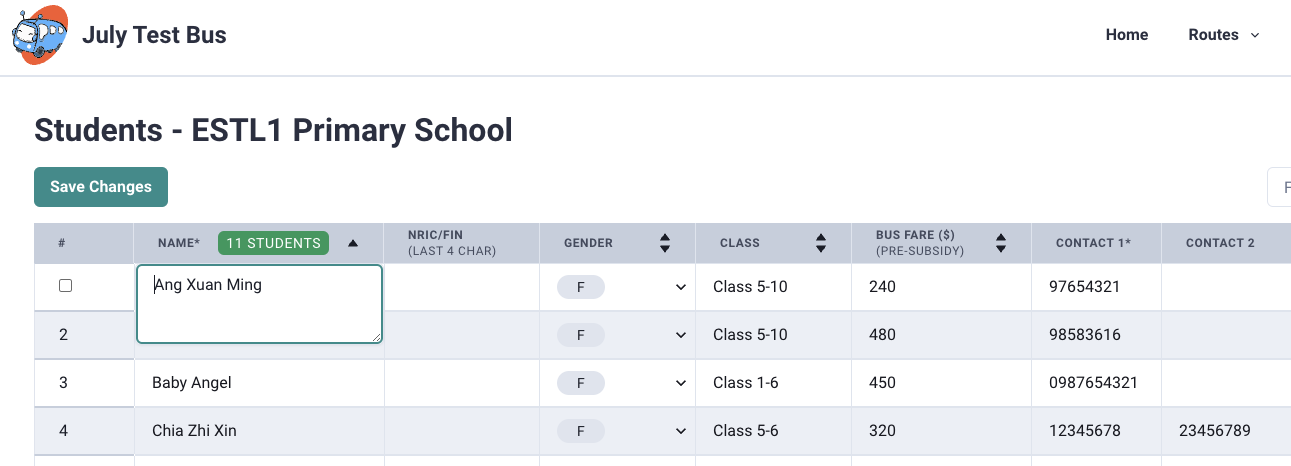 July Test Bus
Home Routes
Students - ESTL1 Primary School
Save Changes
# NAME* 11 STUDENTS NRIC/FIN (LAST 4 CHAR) GENDER CLASS BUS FARE ($) (PRE-SUBSIDY) CONTACT 1* CONTACT 2
Ang Xuan Ming F Class 5-10 240 97654321
2 F Class 5-10 480 98583616
3 Baby Angel F Class 1-6 450 0987654321
4 Chia Zhi Xin F Class 5-6 320 12345678 23456789